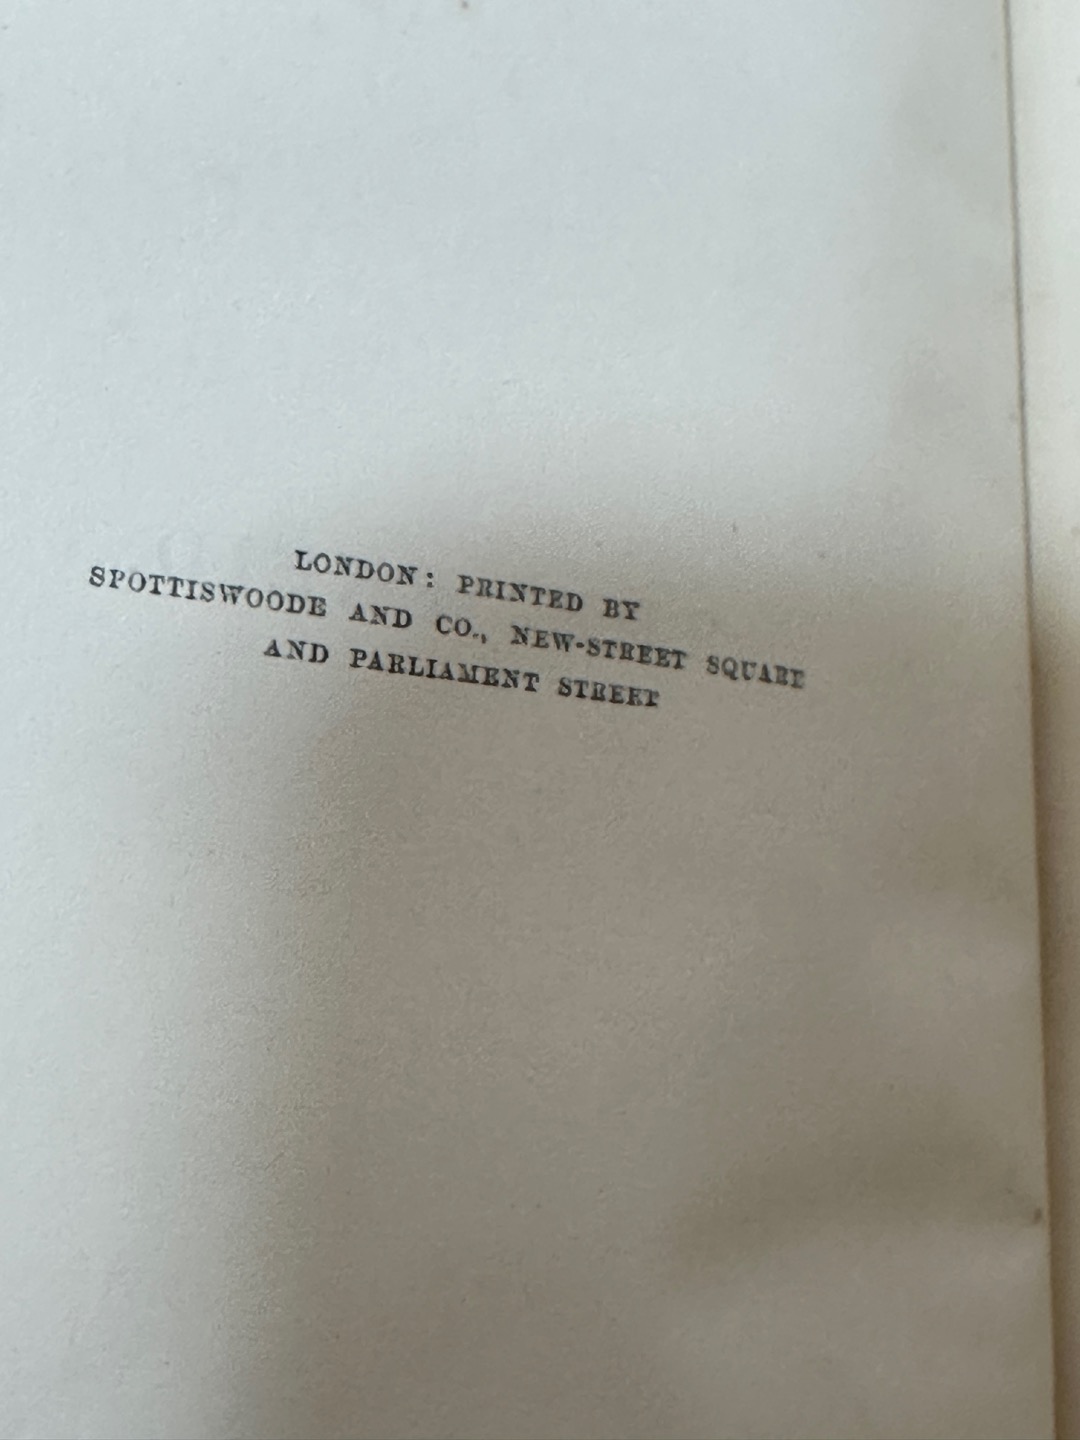 LONDON: PRINTED BY
SPOTTISWOODE AND CO., NEW-STREET SQUARE
AND PARLIAMENT STREET